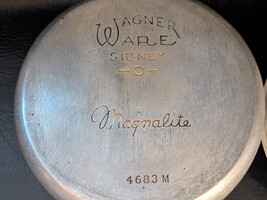 WAGNER
WARE
SIDNEY
-O-
Magnalite
4683 M